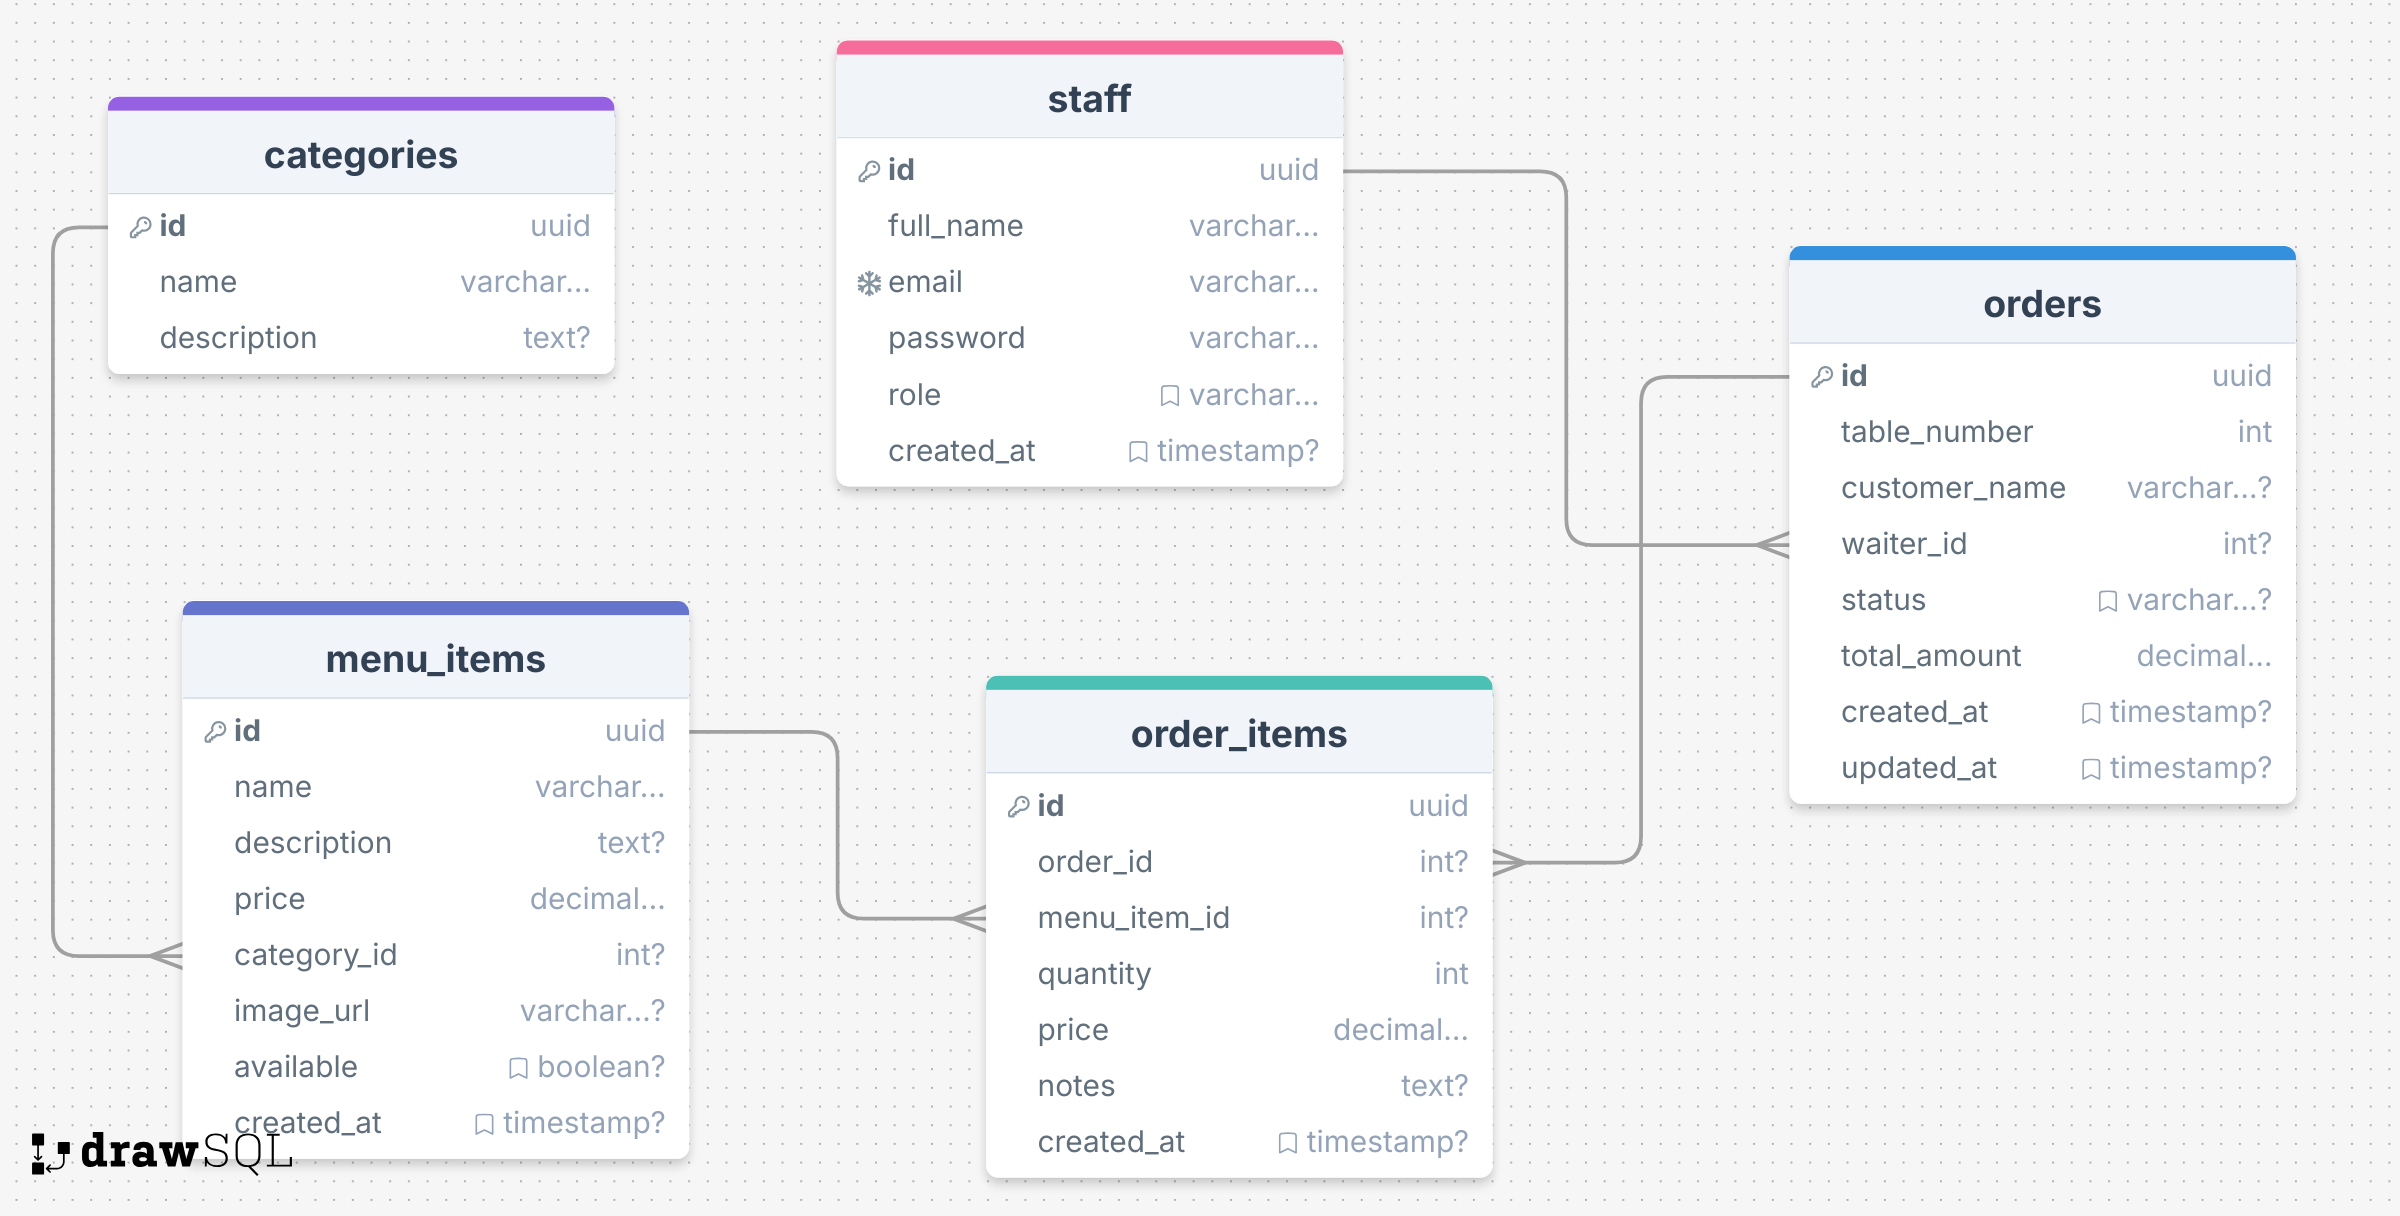 categories
id uuid
name varchar...
description text?
staff
id uuid
full_name varchar...
email varchar...
password varchar...
role varchar...
created_at timestamp?
orders
id uuid
table_number int
customer_name varchar...?
waiter_id int?
status varchar...?
total_amount decimal...
created_at timestamp?
updated_at timestamp?
menu_items
id uuid
name varchar...
description text?
price decimal...
category_id int?
image_url varchar...?
available boolean?
created_at timestamp?
order_items
id uuid
order_id int?
menu_item_id int?
quantity int
price decimal...
notes text?
created_at timestamp?
drawSQL